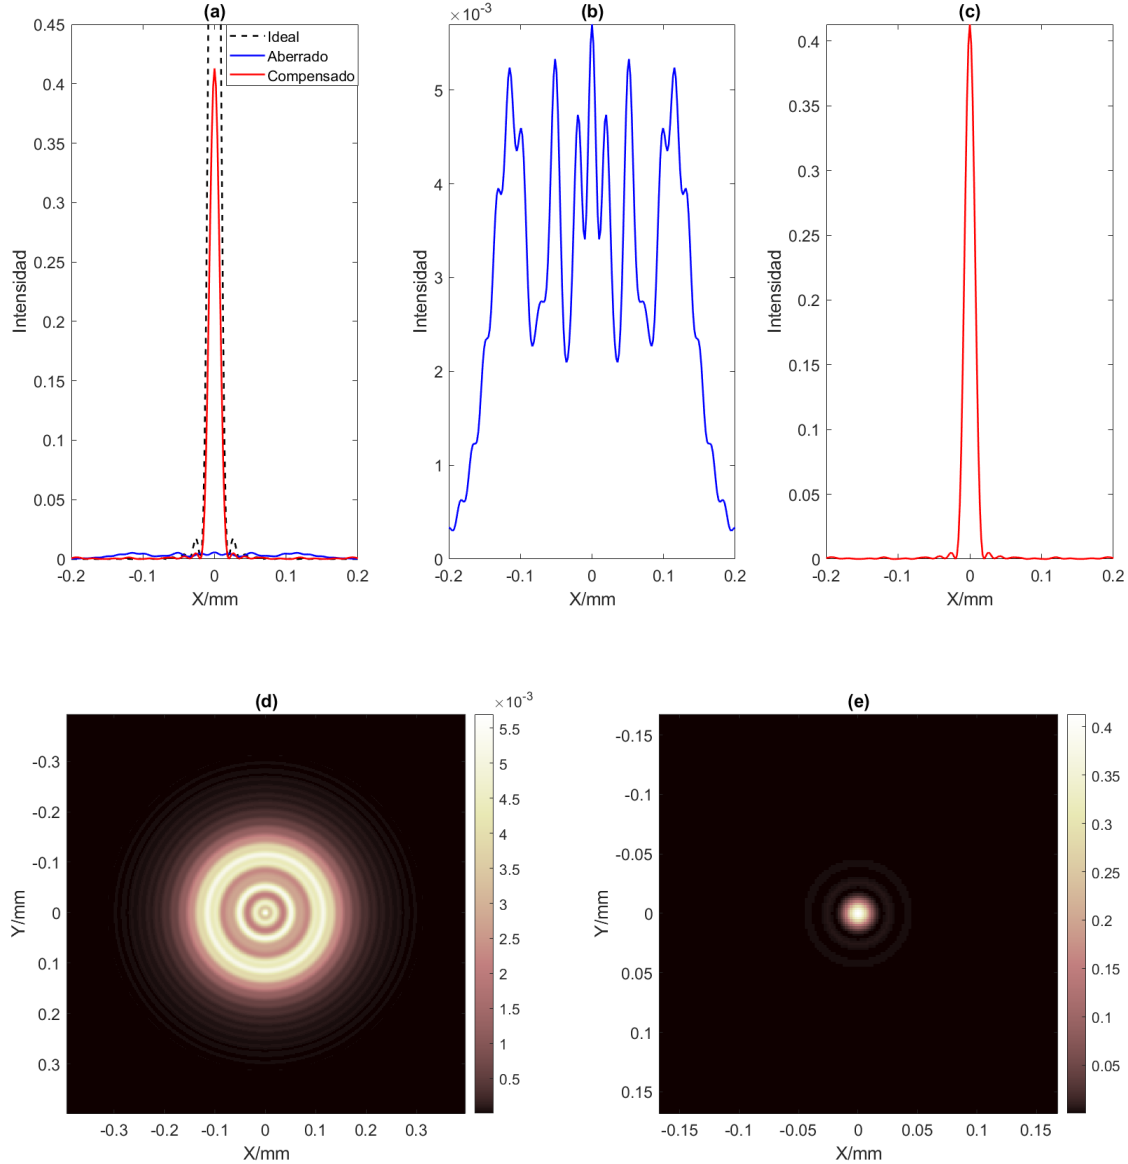 (a)
Ideal
Aberrado
Compensado
0.45
0.4
0.35
0.3
0.25
0.2
0.15
0.1
0.05
0
Intensidad
-0.2 -0.1 0 0.1 0.2
X/mm
(b)
×10-3
5
4
3
2
1
0
Intensidad
-0.2 -0.1 0 0.1 0.2
X/mm
(c)
0.4
0.35
0.3
0.25
0.2
0.15
0.1
0.05
0
Intensidad
-0.2 -0.1 0 0.1 0.2
X/mm
(d)
×10-3
-0.3
-0.2
-0.1
0
0.1
0.2
0.3
Y/mm
-0.3 -0.2 -0.1 0 0.1 0.2 0.3
X/mm
5.5
5
4.5
4
3.5
3
2.5
2
1.5
1
0.5
(e)
-0.15
-0.1
-0.05
0
0.05
0.1
0.15
Y/mm
-0.15 -0.1 -0.05 0 0.05 0.1 0.15
X/mm
0.4
0.35
0.3
0.25
0.2
0.15
0.1
0.05